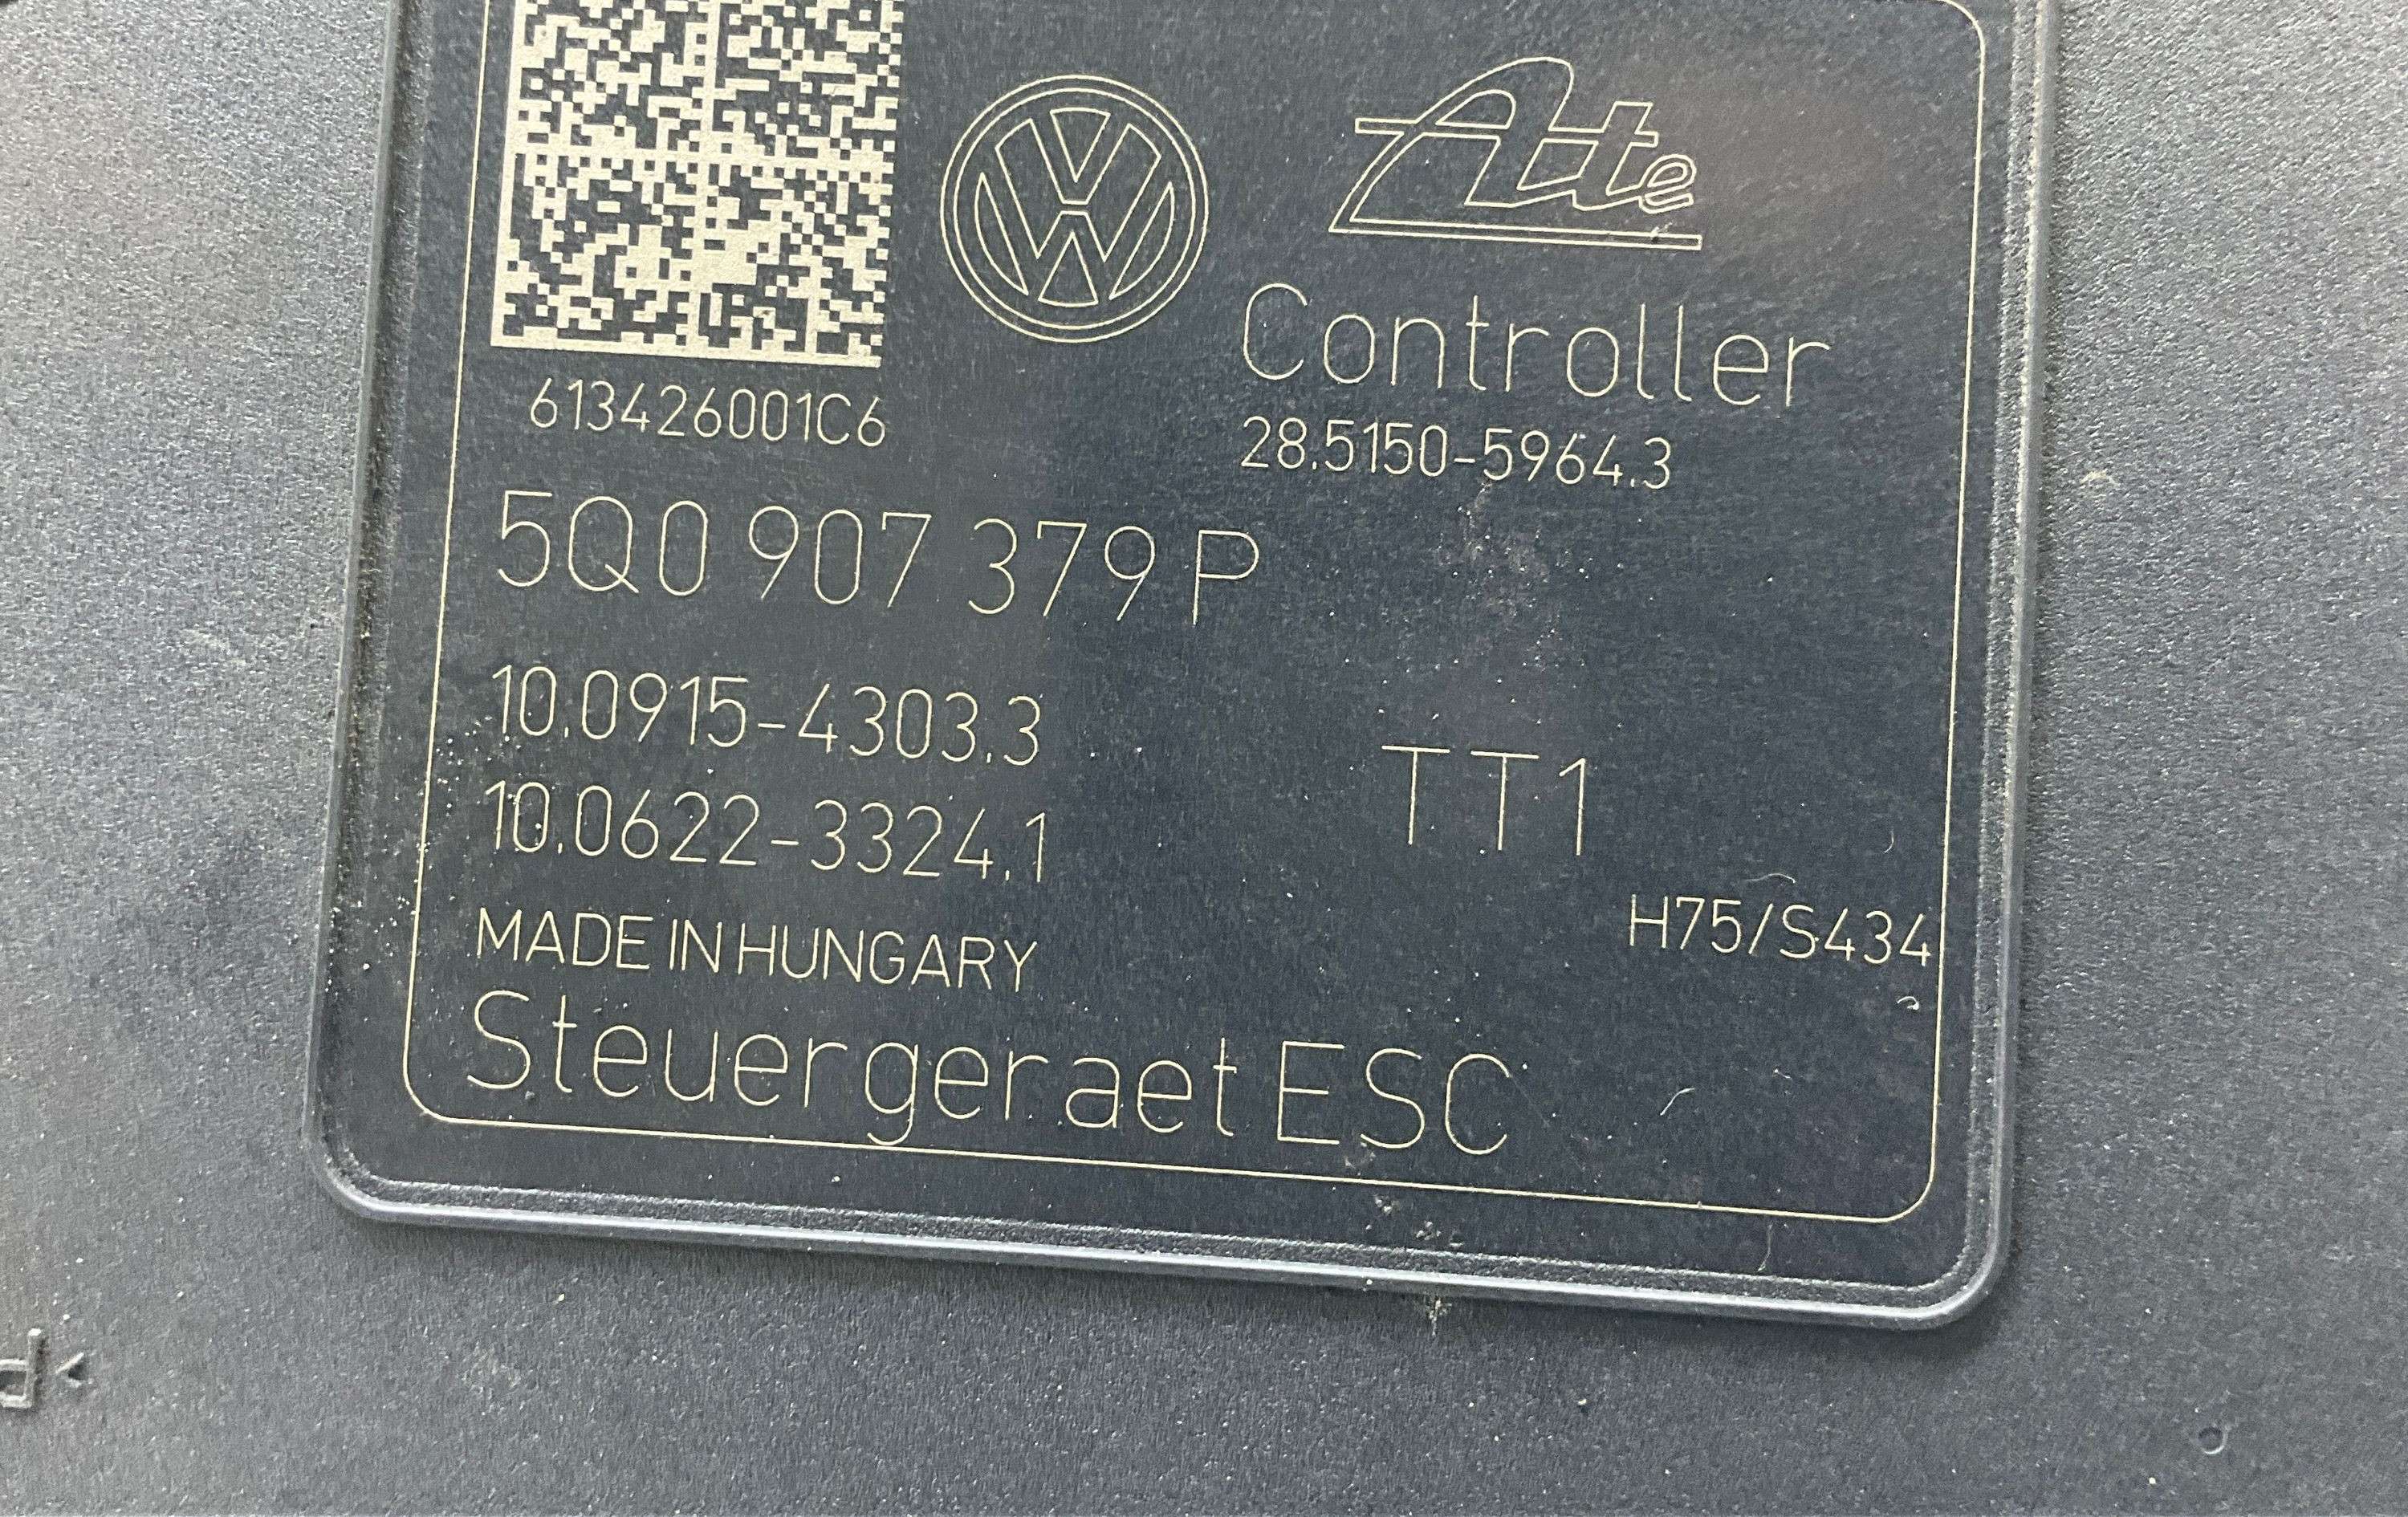 Ate
Controller
28.5150-5964.3
613426001C6
5Q0 907 379 P
10.0915-4303.3
10.0622-3324.1
TT1
H75/S434
MADE IN HUNGARY
Steuergeraet ESC